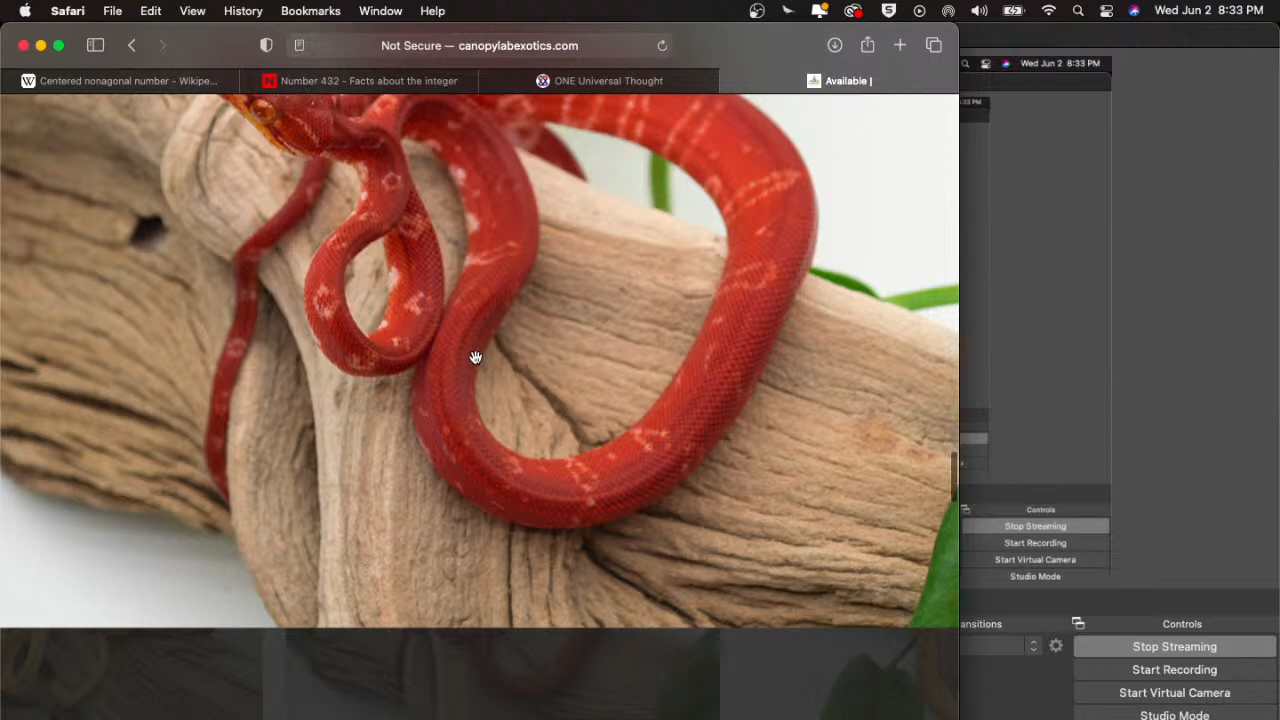 Safari File Edit View History Bookmarks Window Help Wed Jun 2 8:33 PM
Not Secure — canopylabexotics.com
Wed Jun 2 8:33 PM
Centered nonagonal number - Wikipe... Number 432 - Facts about the integer ONE Universal Thought Available |
:33 PM
Controls
Stop Streaming
Start Recording
Start Virtual Camera
Studio Mode
ansitions Controls
Stop Streaming
Start Recording
Start Virtual Camera
Studio Mode